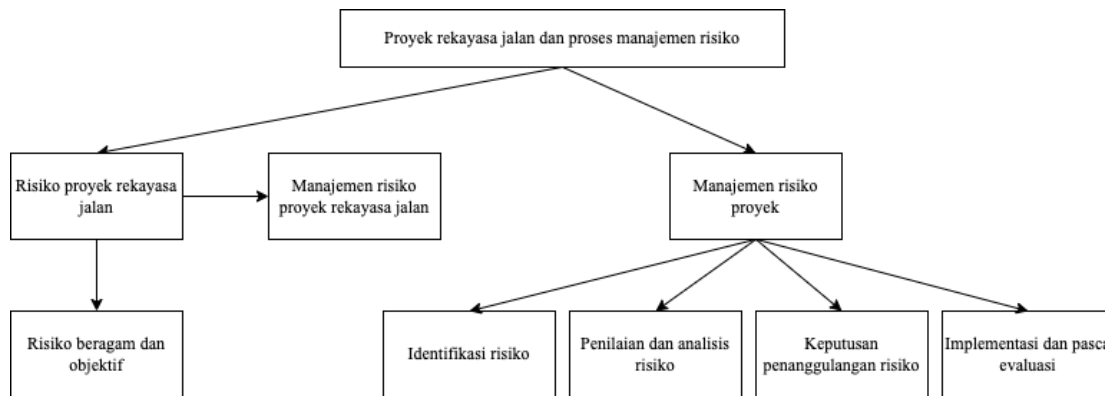 Proyek rekayasa jalan dan proses manajemen risiko
Risiko proyek rekayasa
jalan
Manajemen risiko
proyek rekayasa jalan
Manajemen risiko
proyek
Risiko beragam dan
objektif
Identifikasi risiko
Penilaian dan analisis
risiko
Keputusan
penanggulangan risiko
Implementasi dan pasca
evaluasi